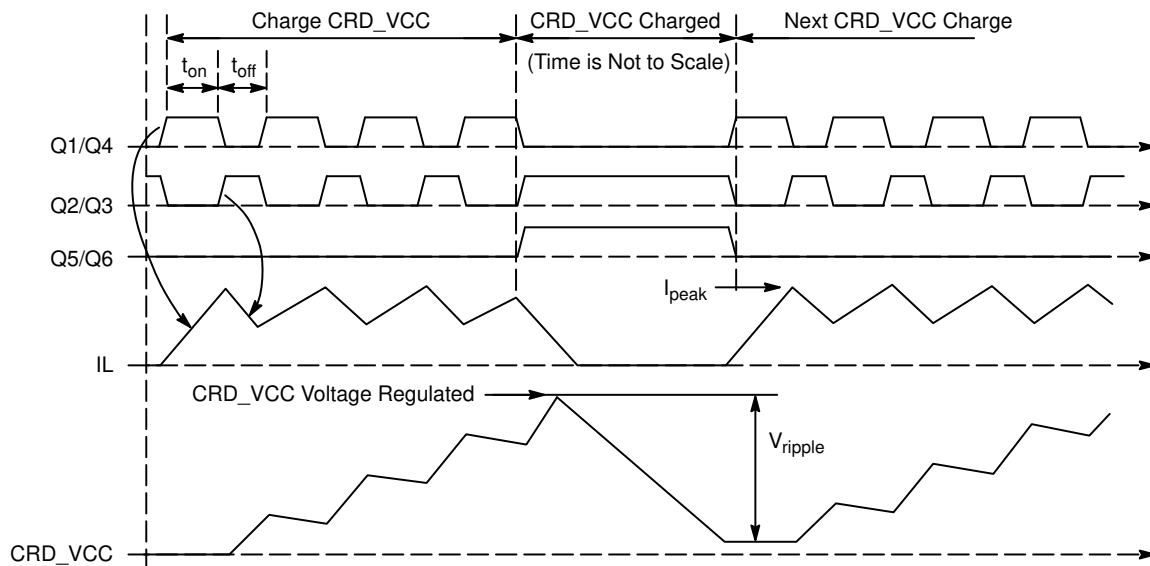 Charge CRD_VCC
CRD_VCC Charged
Next CRD_VCC Charge
(Time is Not to Scale)
ton
toff
Q1/Q4
Q2/Q3
Q5/Q6
Ipeak
IL
CRD_VCC Voltage Regulated
Vripple
CRD_VCC